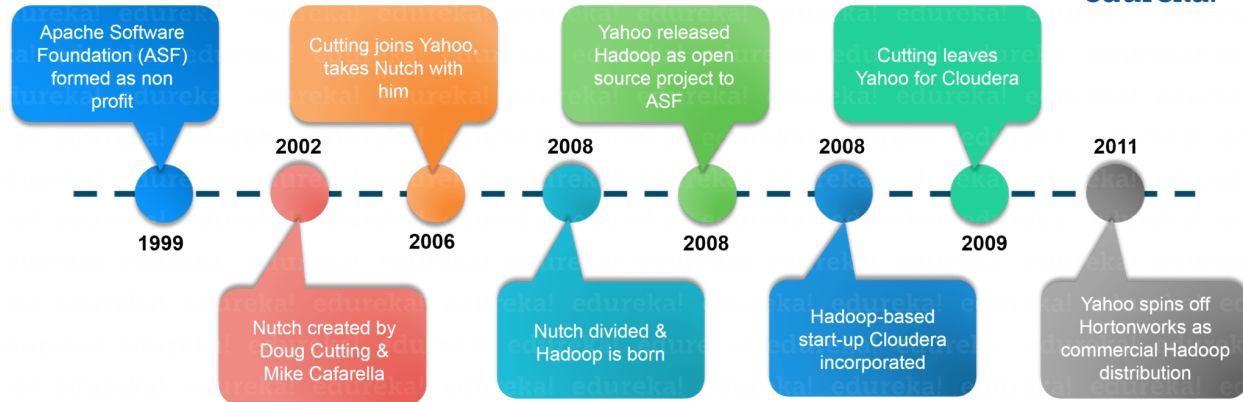 edureka!
Apache Software
Foundation (ASF)
formed as non
profit
1999
2002
Nutch created by
Doug Cutting &
Mike Cafarella
Cutting joins Yahoo,
takes Nutch with
him
2006
2008
Nutch divided &
Hadoop is born
Yahoo released
Hadoop as open
source project to
ASF
2008
2008
Hadoop-based
start-up Cloudera
incorporated
Cutting leaves
Yahoo for Cloudera
2009
2011
Yahoo spins off
Hortonworks as
commercial Hadoop
distribution